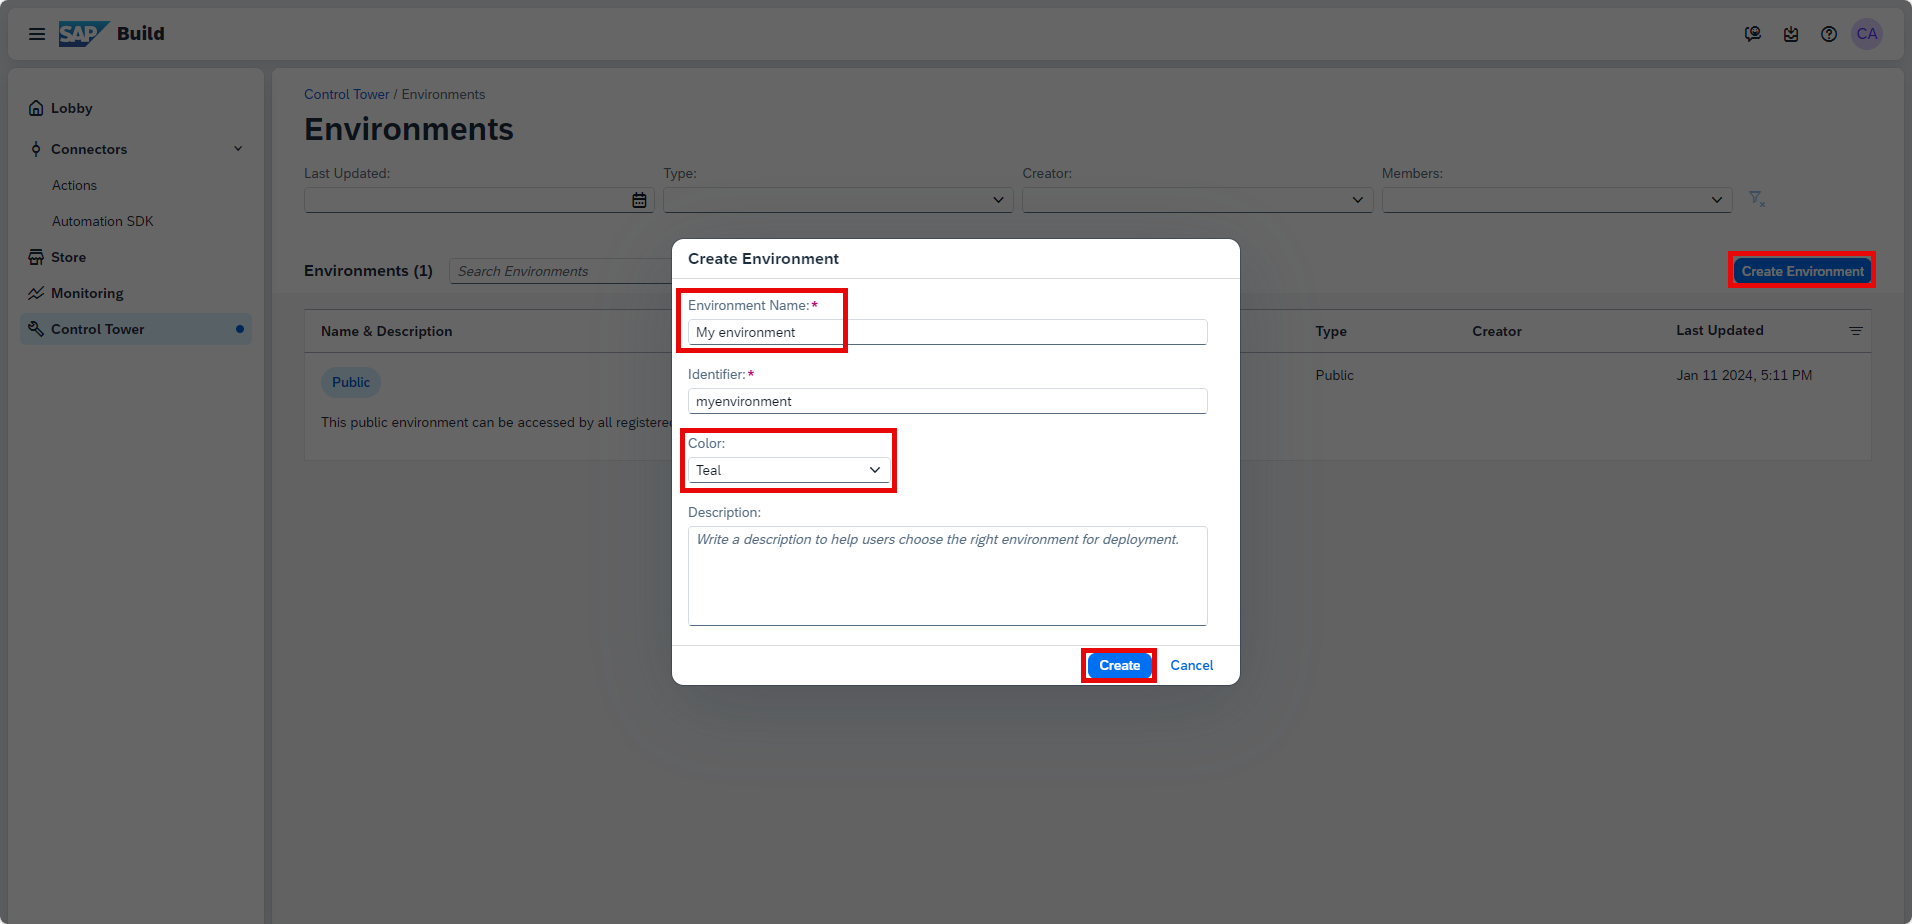 SAP Build
CA
Lobby
Connectors
Actions
Automation SDK
Store
Monitoring
Control Tower
Control Tower / Environments
Environments
Last Updated:
Type:
Creator:
Members:
Environments (1)
Search Environments
Create Environment
Name & Description
Type
Creator
Last Updated
Public
Public
Jan 11 2024, 5:11 PM
This public environment can be accessed by all registered
Create Environment
Environment Name:*
My environment
Identifier:*
myenvironment
Color:
Teal
Description:
Write a description to help users choose the right environment for deployment.
Create
Cancel